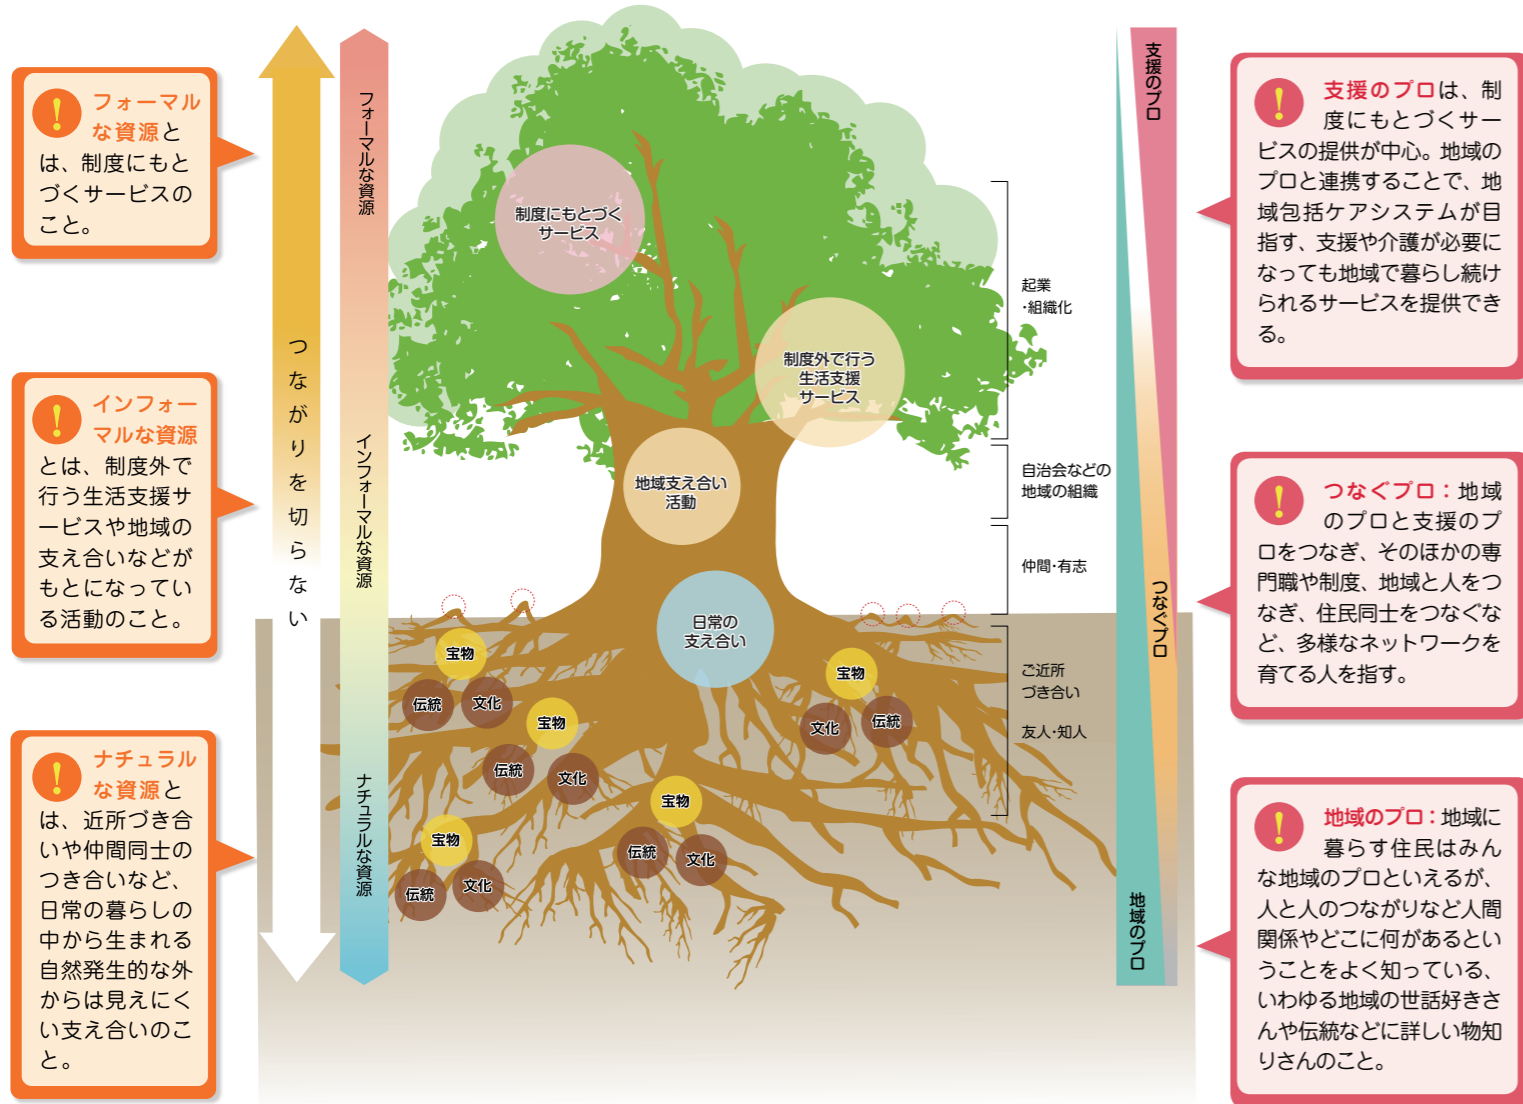 !
フォーマル
な資源と
は、制度にもと
づくサービスの
こと。
!
インフォー
マルな資源
とは、制度外で
行う生活支援サ
ービスや地域の
支え合いなどが
もとになってい
る活動のこと。
!
ナチュラル
な資源と
は、近所づき合
いや仲間同士の
つき合いなど、
日常の暮らしの
中から生まれる
自然発生的な外
からは見えにく
い支え合いのこ
と。
つながりを切らない
フォーマルな資源
インフォーマルな資源
ナチュラルな資源
制度にもとづく
サービス
制度外で行う
生活支援
サービス
地域支え合い
活動
日常の
支え合い
宝物
伝統
文化
宝物
伝統
文化
宝物
伝統
文化
宝物
伝統
文化
宝物
文化
伝統
起業
・組織化
自治会などの
地域の組織
仲間・有志
ご近所
づき合い
友人・知人
支援のプロ
つなぐプロ
地域のプロ
!
支援のプロは、制
度にもとづくサー
ビスの提供が中心。地域の
プロと連携することで、地
域包括ケアシステムが目
指す、支援や介護が必要に
なっても地域で暮らし続け
られるサービスを提供でき
る。
!
つなぐプロ：地域
のプロと支援のプ
ロをつなぎ、そのほかの専
門職や制度、地域と人をつ
なぎ、住民同士をつなぐな
ど、多様なネットワークを
育てる人を指す。
!
地域のプロ：地域に
暮らす住民はみん
な地域のプロといえるが、
人と人のつながりなど人間
関係やどこに何があるとい
うことをよく知っている、
いわゆる地域の世話好きさ
んや伝統などに詳しい物知
りさんのこと。